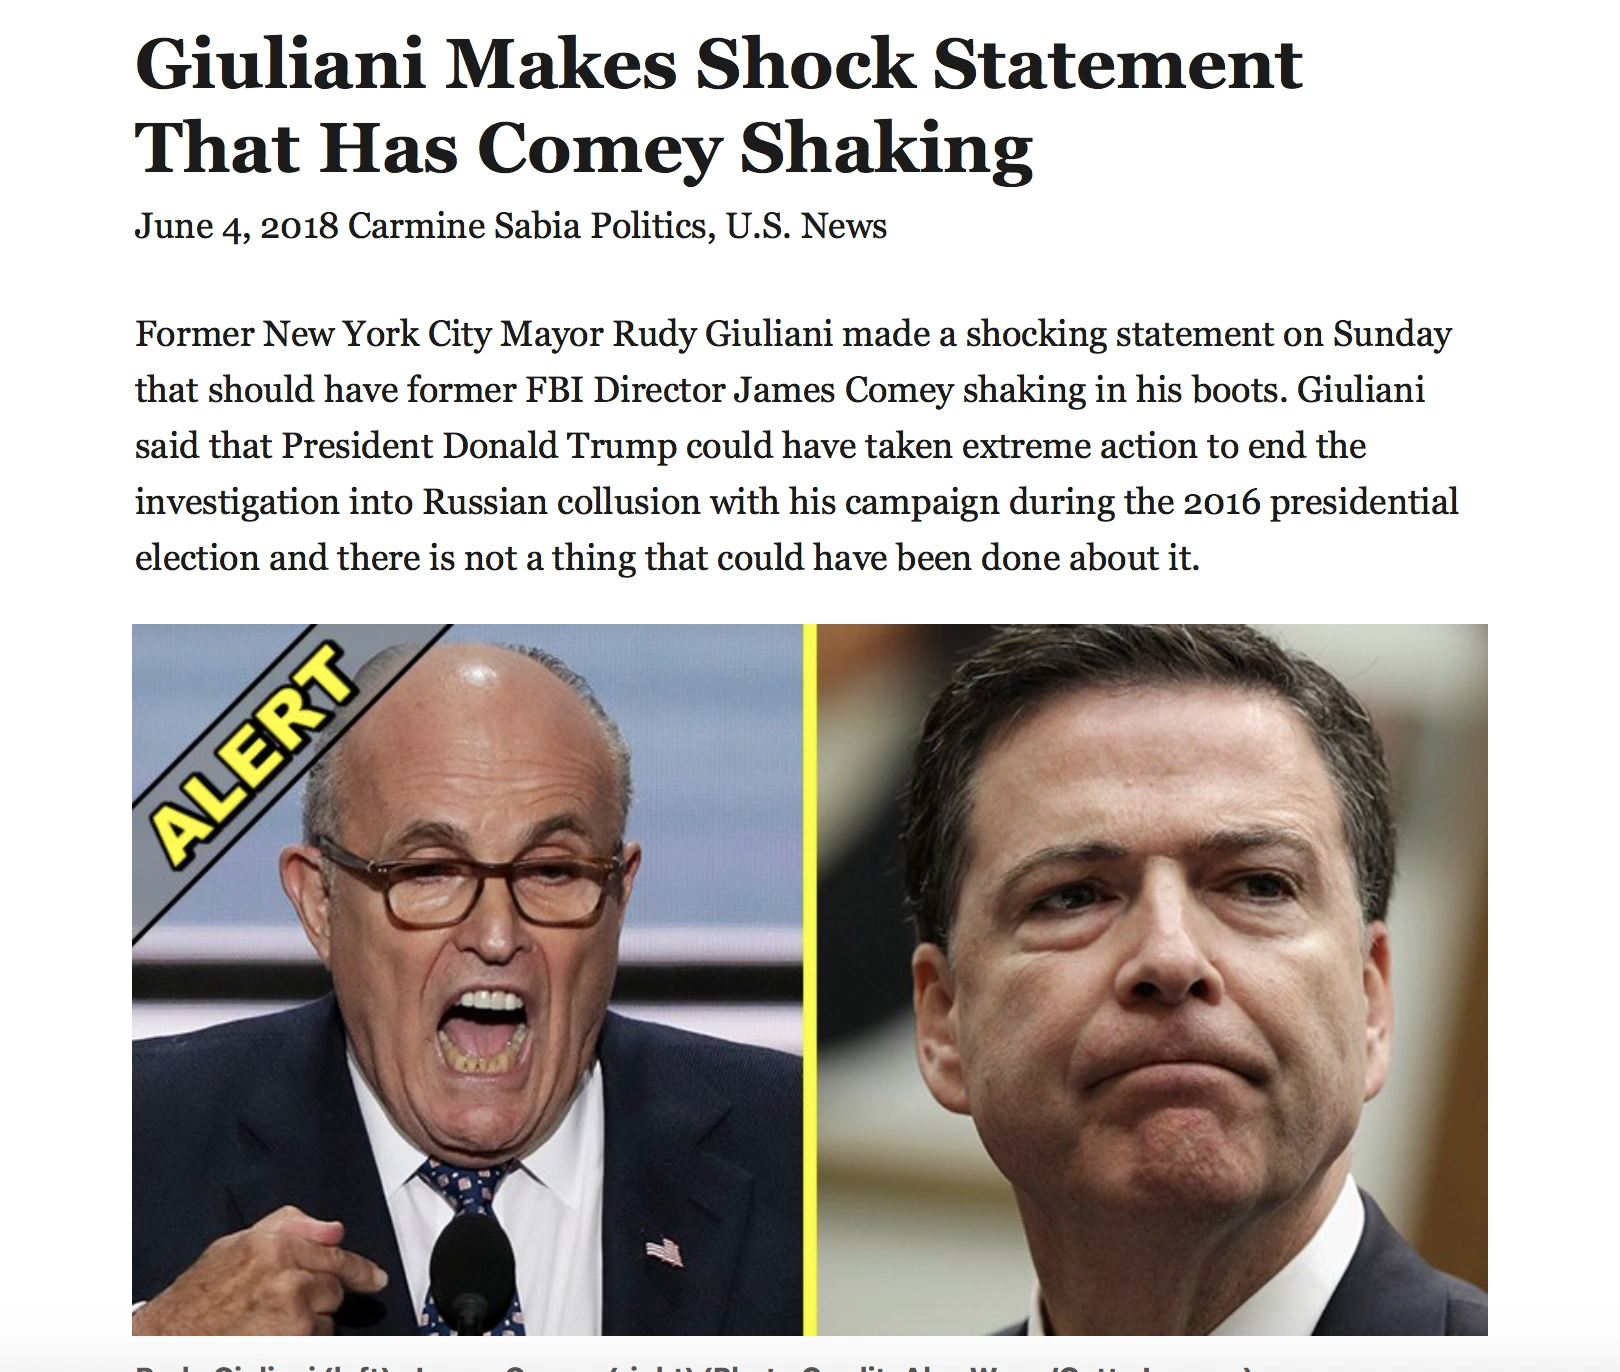 Giuliani Makes Shock Statement
That Has Comey Shaking
June 4, 2018 Carmine Sabia Politics, U.S. News
Former New York City Mayor Rudy Giuliani made a shocking statement on Sunday
that should have former FBI Director James Comey shaking in his boots. Giuliani
said that President Donald Trump could have taken extreme action to end the
investigation into Russian collusion with his campaign during the 2016 presidential
election and there is not a thing that could have been done about it.
ALERT